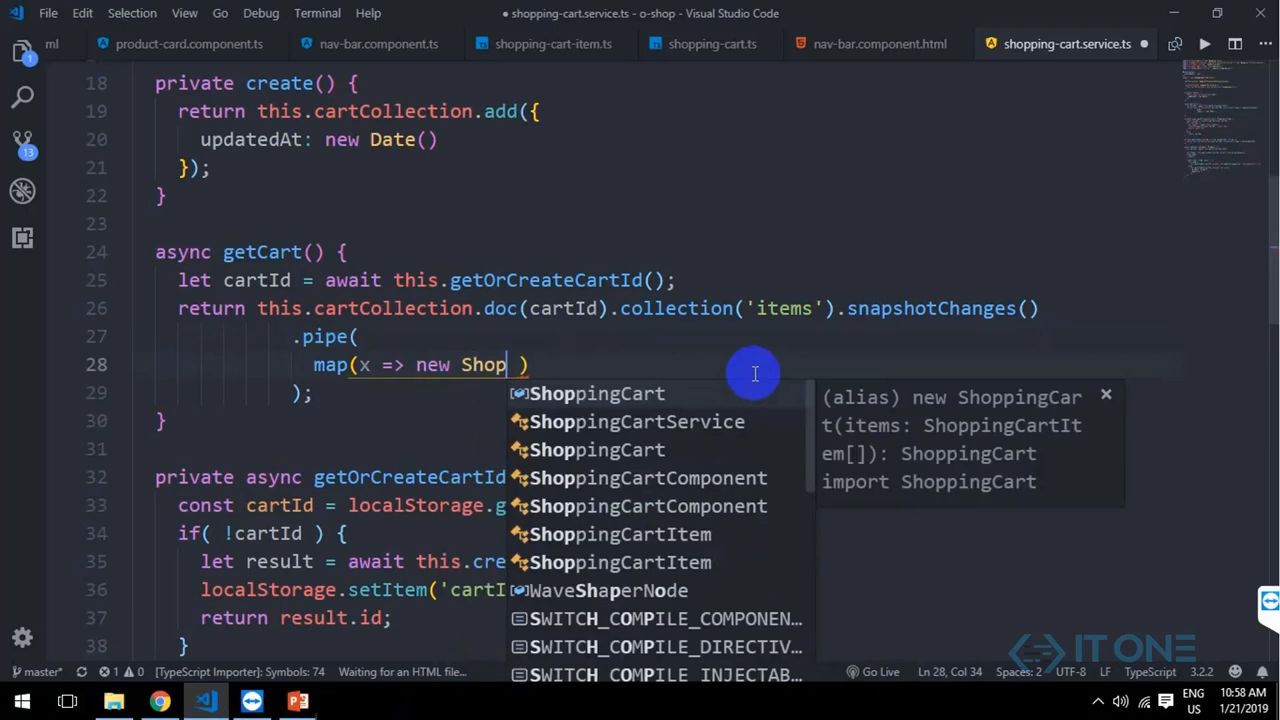 File Edit Selection View Go Debug Terminal Help
● shopping-cart.service.ts - o-shop - Visual Studio Code
ml product-card.component.ts nav-bar.component.ts shopping-cart-item.ts shopping-cart.ts nav-bar.component.html shopping-cart.service.ts ●
1
13
18 private create() {
19 return this.cartCollection.add({
20 updatedAt: new Date()
21 });
22 }
23
24 async getCart() {
25 let cartId = await this.getOrCreateCartId();
26 return this.cartCollection.doc(cartId).collection('items').snapshotChanges()
27 .pipe(
28 map(x => new Shop )
29 );
30 }
31
32 private async getOrCreateCartId
33 const cartId = localStorage.g
34 if( !cartId ) {
35 let result = await this.cre
36 localStorage.setItem('cartI
37 return result.id;
38 }
ShoppingCart
ShoppingCartService
ShoppingCart
ShoppingCartComponent
ShoppingCartComponent
ShoppingCartItem
ShoppingCartItem
WaveShaperNode
SWITCH_COMPILE_COMPONEN...
SWITCH_COMPILE_DIRECTIV...
SWITCH_COMPILE_INJECTAB...
(alias) new ShoppingCar
t(items: ShoppingCartIt
em[]): ShoppingCart
import ShoppingCart
IT ONE
master* 1 0 [TypeScript Importer]: Symbols: 74 Waiting for an HTML file... Go Live Ln 28, Col 34 Spaces: 2 UTF-8 LF TypeScript 3.2.2
ENG
US
10:58 AM
1/21/2019